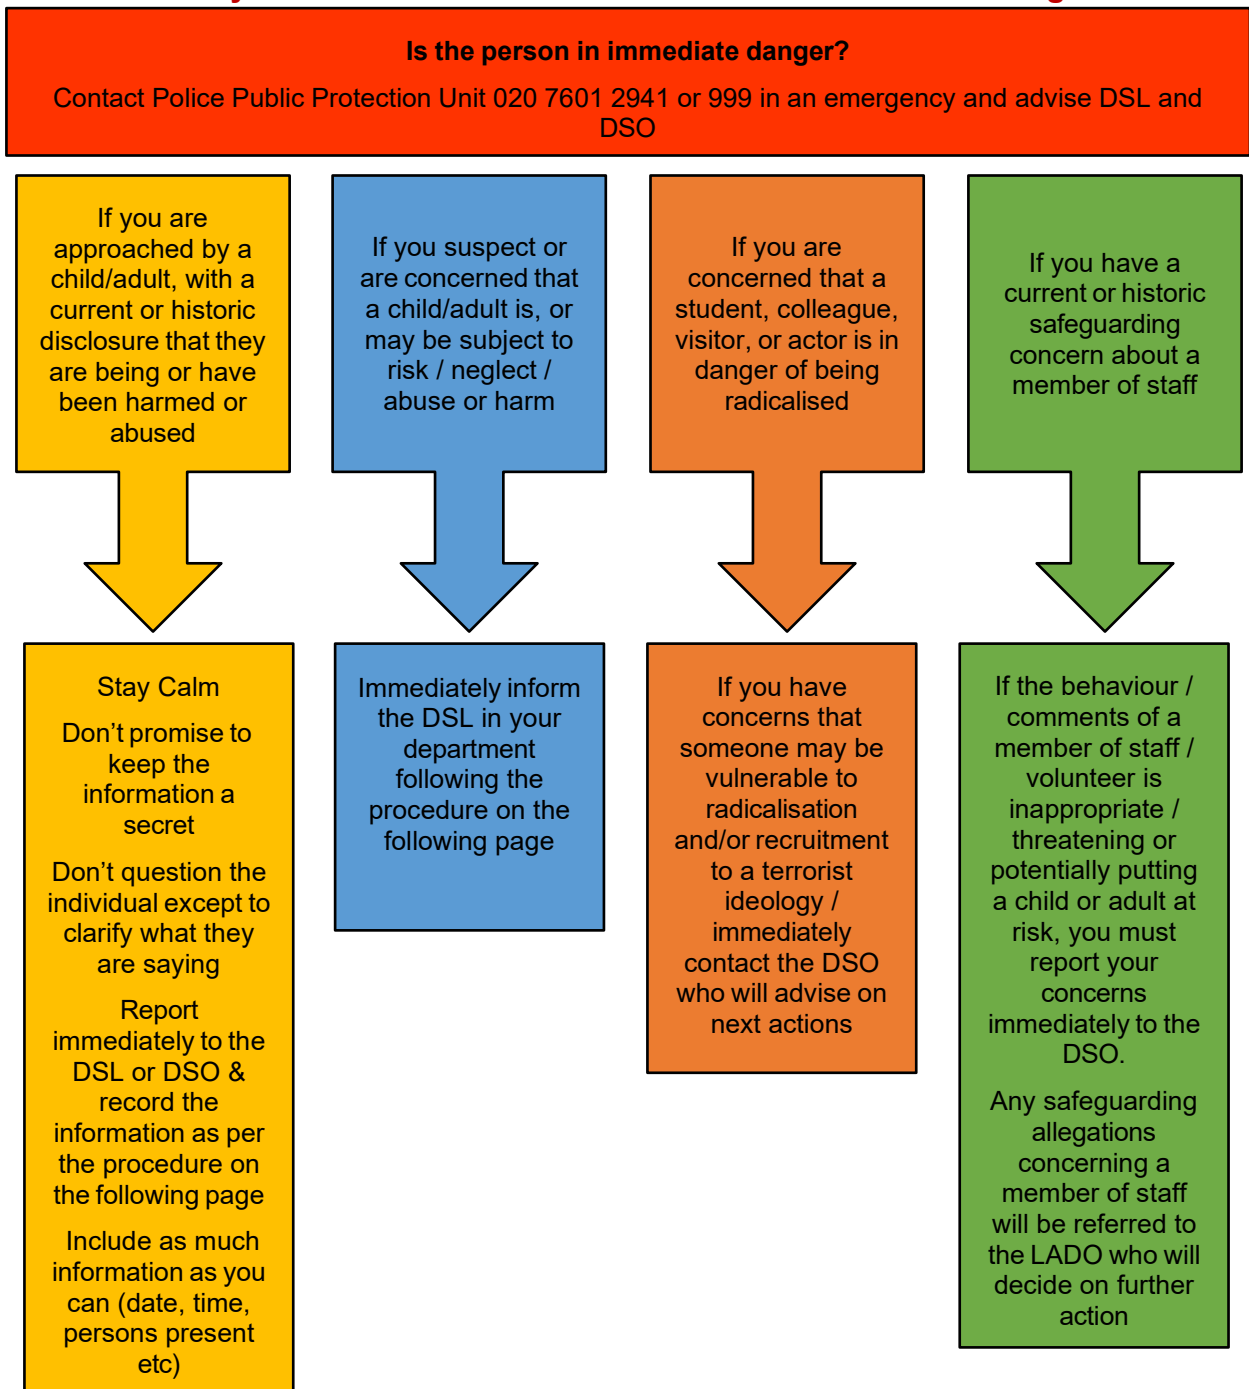 Is the person in immediate danger?
Contact Police Public Protection Unit 020 7601 2941 or 999 in an emergency and advise DSL and
DSO
If you are
approached by a
child/adult, with a
current or historic
disclosure that they
are being or have
been harmed or
abused
If you suspect or
are concerned that
a child/adult is, or
may be subject to
risk / neglect /
abuse or harm
If you are
concerned that a
student, colleague,
visitor, or actor is in
danger of being
radicalised
If you have a
current or historic
safeguarding
concern about a
member of staff
Stay Calm
Don’t promise to
keep the
information a
secret
Don’t question the
individual except to
clarify what they
are saying
Report
immediately to the
DSL or DSO &
record the
information as per
the procedure on
the following page
Include as much
information as you
can (date, time,
persons present
etc)
Immediately inform
the DSL in your
department
following the
procedure on the
following page
If you have
concerns that
someone may be
vulnerable to
radicalisation
and/or recruitment
to a terrorist
ideology /
immediately
contact the DSO
who will advise on
next actions
If the behaviour /
comments of a
member of staff /
volunteer is
inappropriate /
threatening or
potentially putting
a child or adult at
risk, you must
report your
concerns
immediately to the
DSO.
Any safeguarding
allegations
concerning a
member of staff
will be referred to
the LADO who will
decide on further
action